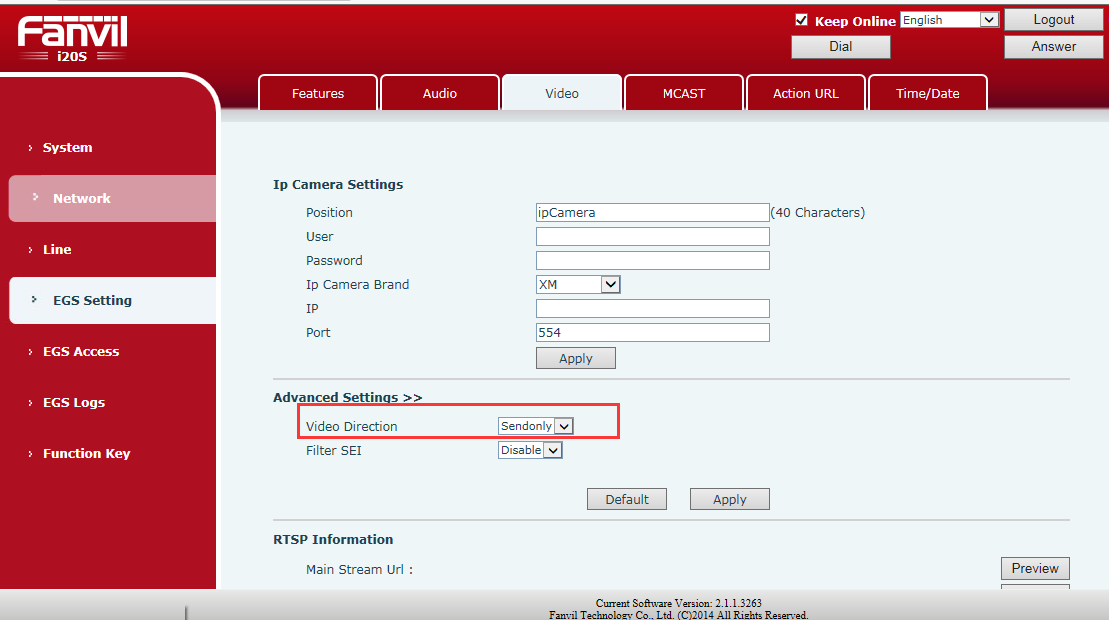 Fanvil
i20S
Keep Online English Logout
Dial Answer
Features Audio Video MCAST Action URL Time/Date
› System
› Network
› Line
› EGS Setting
› EGS Access
› EGS Logs
› Function Key
Ip Camera Settings
Position ipCamera (40 Characters)
User
Password
Ip Camera Brand XM
IP
Port 554
Apply
Advanced Settings >>
Video Direction Sendonly
Filter SEI Disable
Default Apply
RTSP Information
Main Stream Url : Preview
Current Software Version: 2.1.1.3263
Fanvil Technology Co., Ltd. (C)2014 All Rights Reserved.